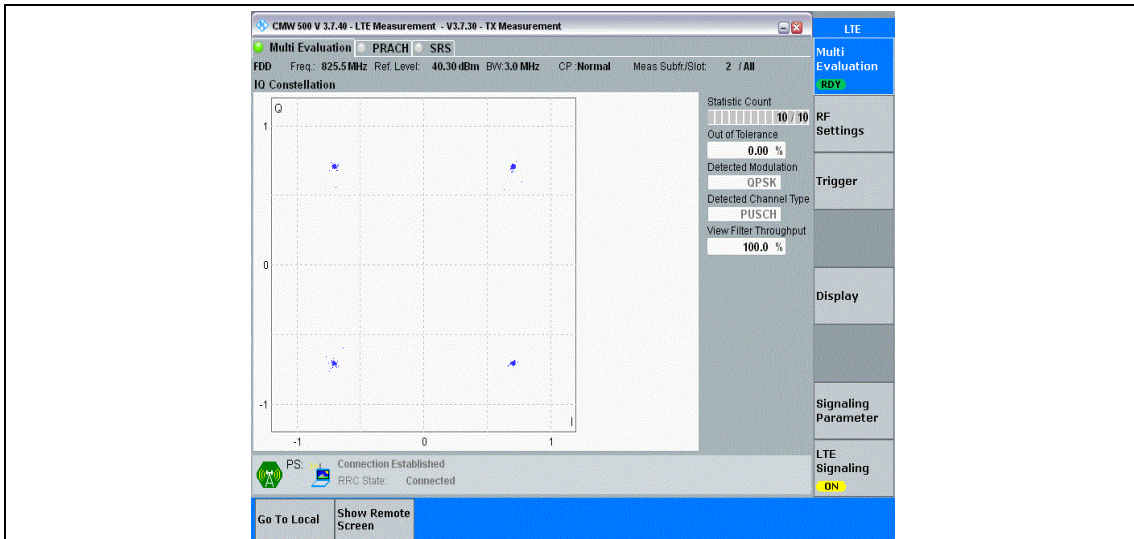 CMW 500 V 3.7.40 - LTE Measurement - V3.7.30 - TX Measurement
LTE
Multi Evaluation PRACH SRS
Multi
Evaluation
RDY
FDD Freq.: 825.5 MHz Ref. Level: 40.30 dBm BW: 3.0 MHz CP :Normal Meas Subfr./Slot: 2 / All
IQ Constellation
Q
1
0
-1
-1 0 1
I
Statistic Count
10 / 10
Out of Tolerance
0.00 %
Detected Modulation
QPSK
Detected Channel Type
PUSCH
View Filter Throughput
100.0 %
RF
Settings
Trigger
Display
Signaling
Parameter
LTE
Signaling
ON
PS: Connection Established
RRC State: Connected
Go To Local
Show Remote
Screen